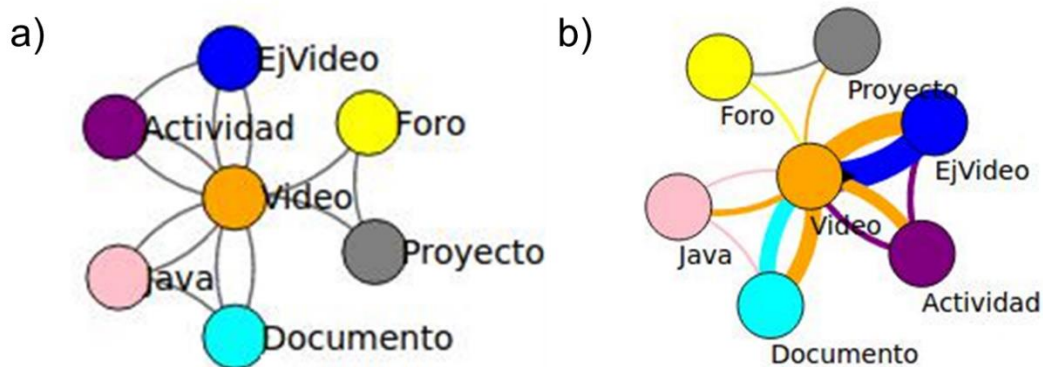 a)
EjVideo
Actividad
Foro
Video
Proyecto
Java
Documento
b)
Proyecto
Foro
EjVideo
Video
Java
Actividad
Documento